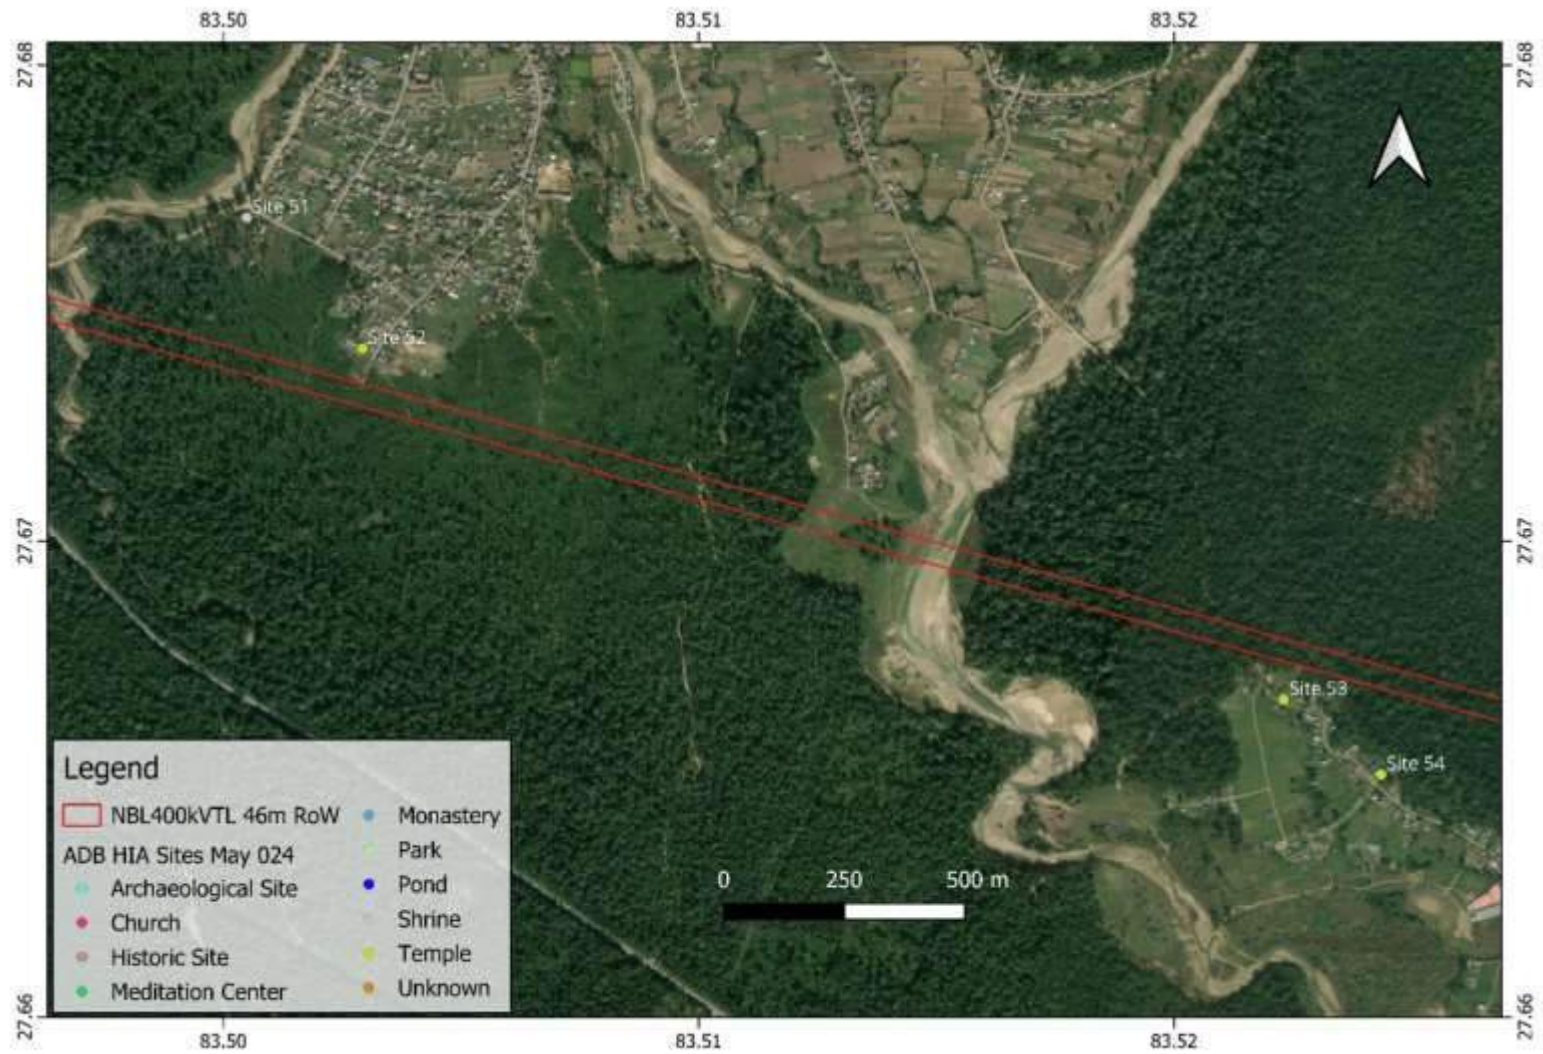 83.50 83.51 83.52
27.68 27.68
Site 51
Site 52
27.67 27.67
Site 53
Site 54
Legend
NBL400kVTL 46m RoW
ADB HIA Sites May 024
Archaeological Site
Church
Historic Site
Meditation Center
Monastery
Park
Pond
Shrine
Temple
Unknown
0 250 500 m
27.66 27.66
83.50 83.51 83.52